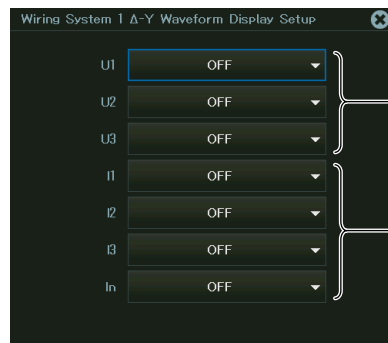 Wiring System 1 Δ-Y Waveform Display Setup
U1 OFF
U2 OFF
U3 OFF
I1 OFF
I2 OFF
I3 OFF
In OFF